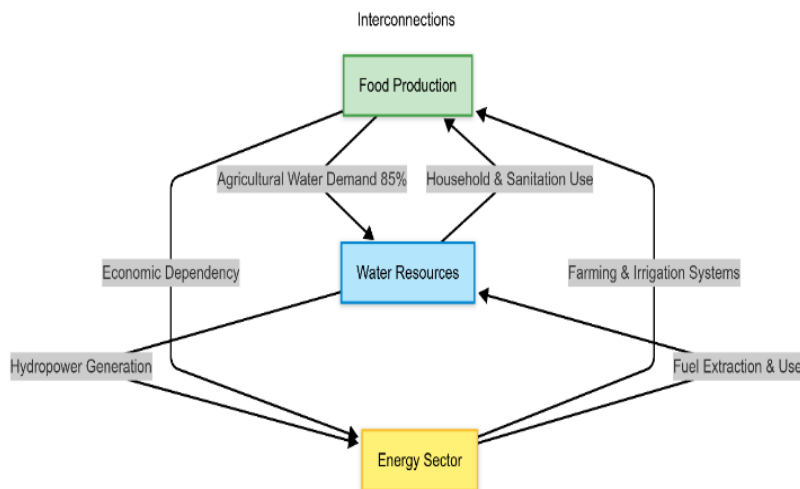 Interconnections
Food Production
Agricultural Water Demand 85%
Household & Sanitation Use
Economic Dependency
Water Resources
Farming & Irrigation Systems
Hydropower Generation
Fuel Extraction & Use
Energy Sector